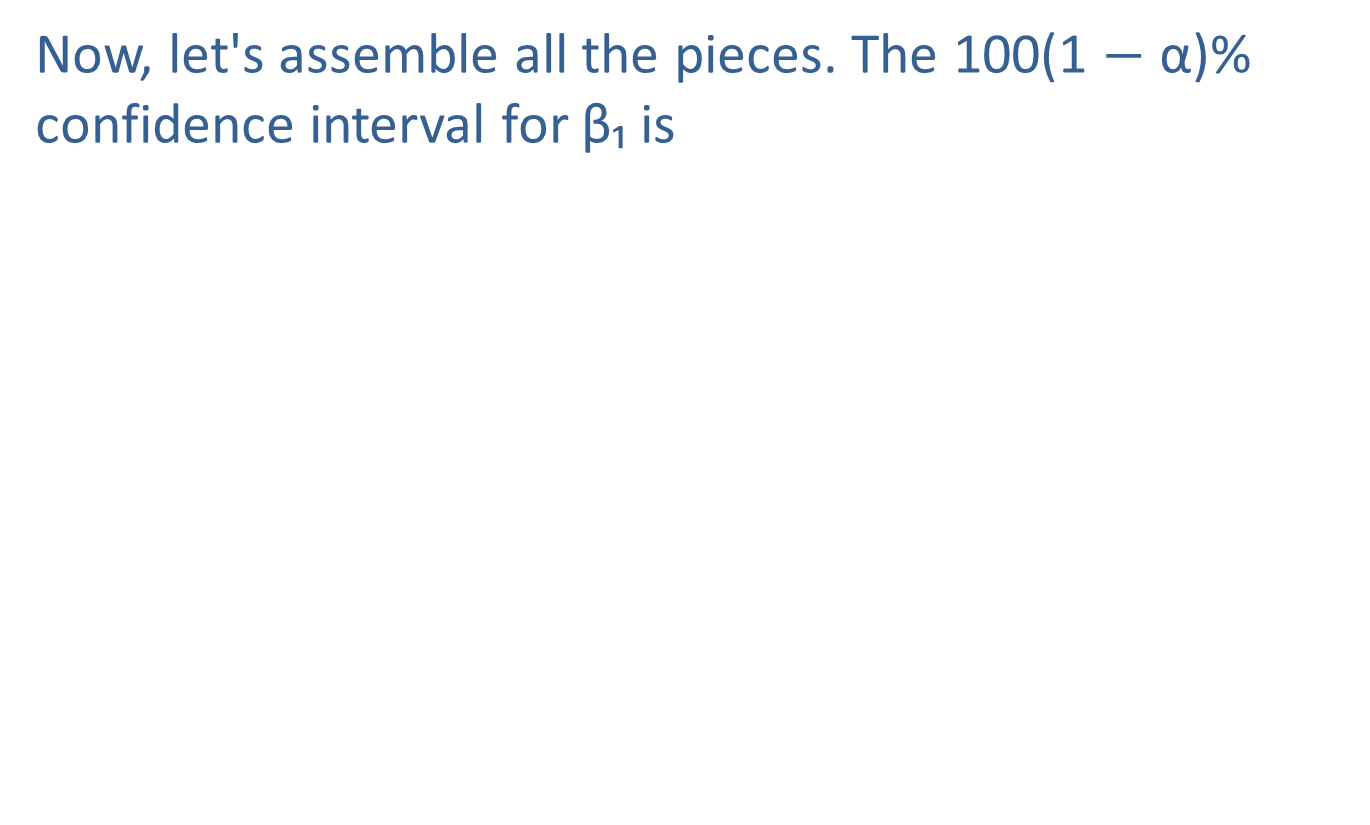 Now, let's assemble all the pieces. The 100(1 − α)%
confidence interval for β₁ is